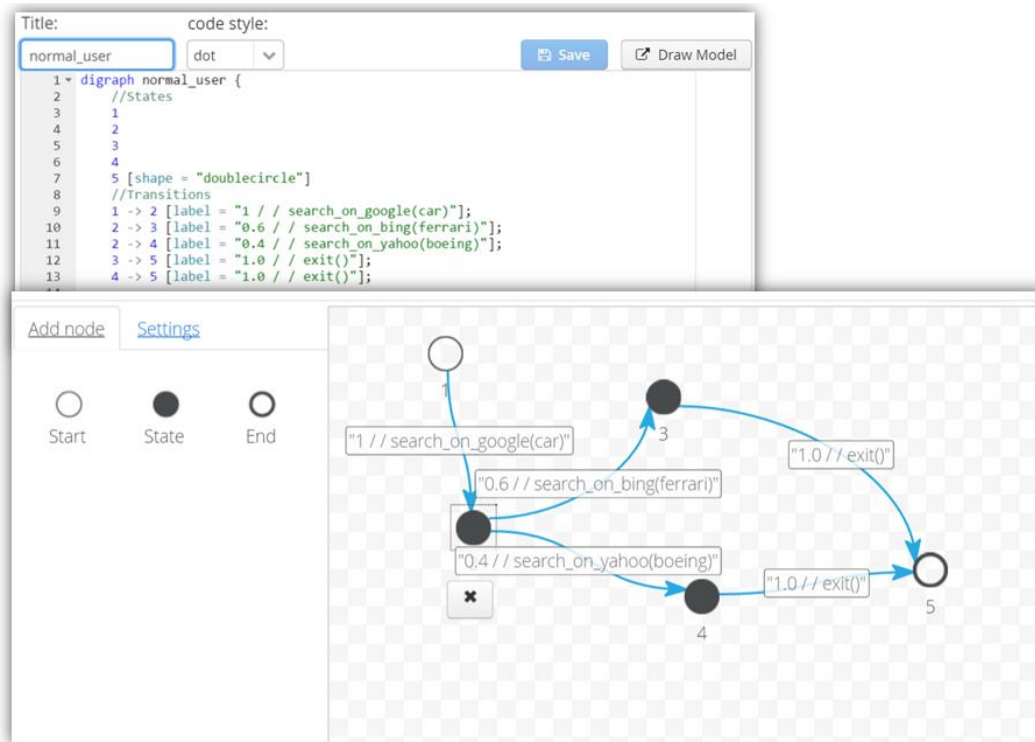 Title: code style:
normal_user dot Save Draw Model
1 digraph normal_user {
2 //States
3 1
4 2
5 3
6 4
7 5 [shape = "doublecircle"]
8 //Transitions
9 1 -> 2 [label = "1 / / search_on_google(car)"];
10 2 -> 3 [label = "0.6 / / search_on_bing(ferrari)"];
11 2 -> 4 [label = "0.4 / / search_on_yahoo(boeing)"];
12 3 -> 5 [label = "1.0 / / exit()"];
13 4 -> 5 [label = "1.0 / / exit()"];
Add node Settings
Start State End
1
"1 / / search_on_google(car)"
3
"1.0 / / exit()"
"0.6 / / search_on_bing(ferrari)"
"0.4 / / search_on_yahoo(boeing)"
"1.0 / / exit()"
4
5